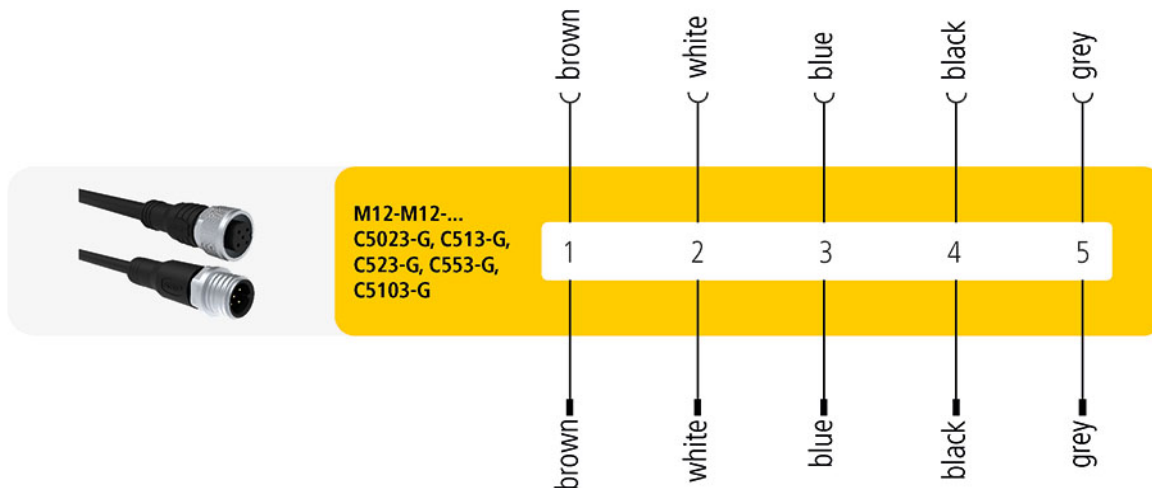 brown white blue black grey
M12-M12-...
C5023-G, C513-G,
C523-G, C553-G,
C5103-G
1 2 3 4 5
brown white blue black grey